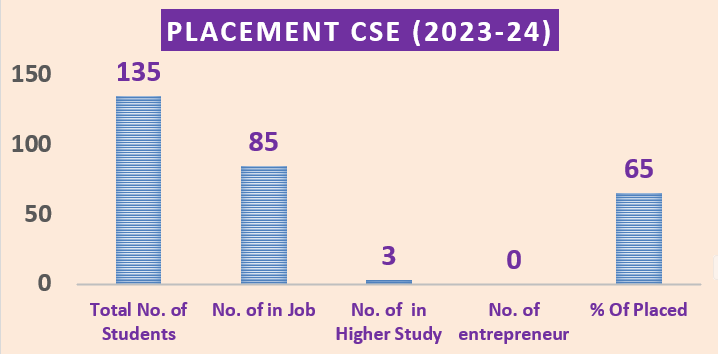 PLACEMENT CSE (2023-24)
150
100
50
0
135
85
3
0
65
Total No. of
Students
No. of in Job
No. of in
Higher Study
No. of
entrepreneur
% Of Placed